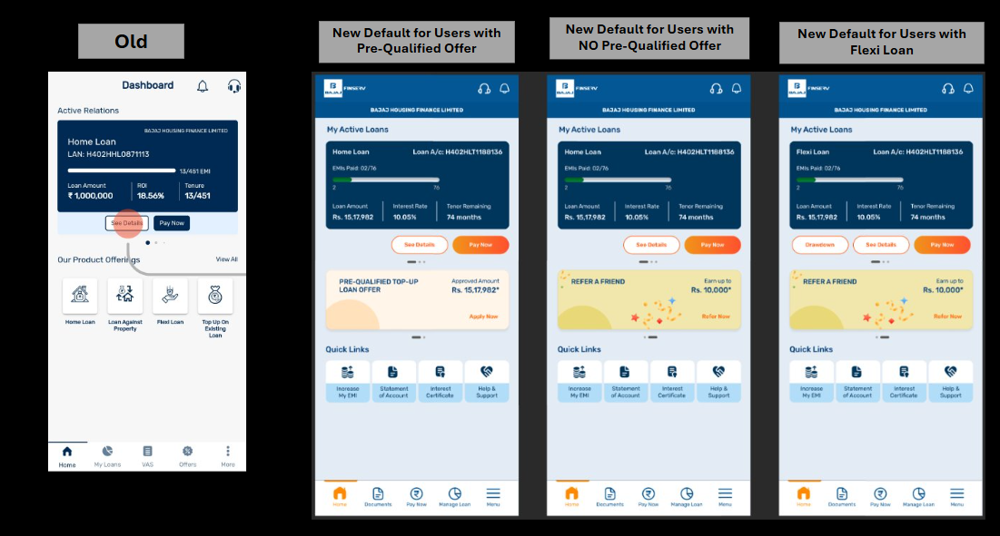 Old
Dashboard
Active Relations
BAJAJ HOUSING FINANCE LIMITED
Home Loan
LAN: H402HHL0871113
13/451 EMI
Loan Amount ROI Tenure
₹ 1,000,000 18.56% 13/451
See Details Pay Now
Our Product Offerings View All
Home Loan Loan Against Flexi Loan Top Up On
Property Existing
Loan
Home My Loans VAS Offers More
New Default for Users with
Pre-Qualified Offer
B
BAJAJ FINSERV
BAJAJ HOUSING FINANCE LIMITED
My Active Loans
Home Loan Loan A/c: H402HLT1188136
EMIs Paid: 02/76
2 76
Loan Amount Interest Rate Tenor Remaining
Rs. 15,17,982 10.05% 74 months
See Details Pay Now
PRE-QUALIFIED TOP-UP Approved Amount
LOAN OFFER Rs. 15,17,982*
Apply Now
Quick Links
Increase Statement Interest Help &
My EMI of Account Certificate Support
Home Documents Pay Now Manage Loan Menu
New Default for Users with
NO Pre-Qualified Offer
B
BAJAJ FINSERV
BAJAJ HOUSING FINANCE LIMITED
My Active Loans
Home Loan Loan A/c: H402HLT1188136
EMIs Paid: 02/76
2 76
Loan Amount Interest Rate Tenor Remaining
Rs. 15,17,982 10.05% 74 months
See Details Pay Now
REFER A FRIEND Earn up to
Rs. 10,000*
Refer Now
Quick Links
Increase Statement Interest Help &
My EMI of Account Certificate Support
Home Documents Pay Now Manage Loan Menu
New Default for Users with
Flexi Loan
B
BAJAJ FINSERV
BAJAJ HOUSING FINANCE LIMITED
My Active Loans
Flexi Loan Loan A/c: H402HLT1188136
EMIs Paid: 02/76
2 76
Loan Amount Interest Rate Tenor Remaining
Rs. 15,17,982 10.05% 74 months
Drawdown See Details Pay Now
REFER A FRIEND Earn up to
Rs. 10,000*
Refer Now
Quick Links
Increase Statement Interest Help &
My EMI of Account Certificate Support
Home Documents Pay Now Manage Loan Menu